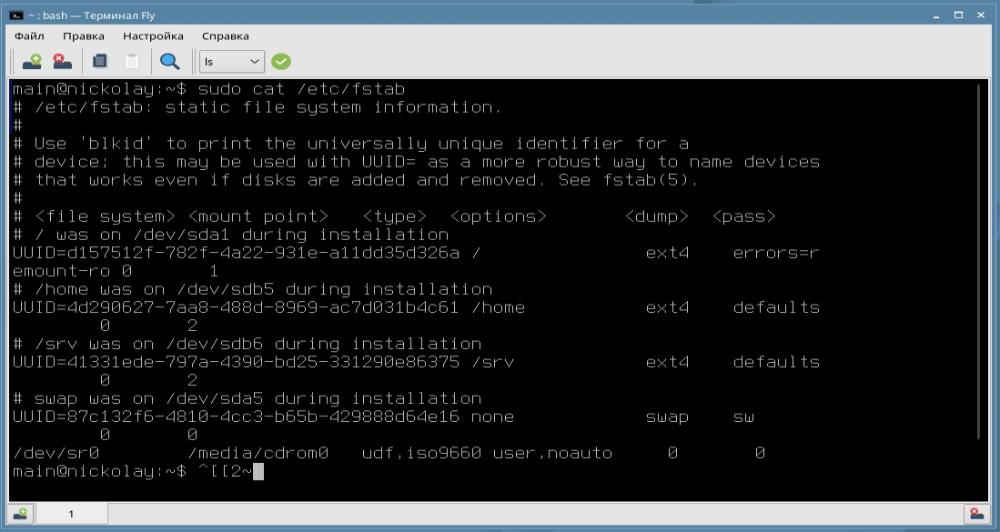 ~ : bash — Терминал Fly
Файл Правка Настройка Справка
ls
main@nickolay:~$ sudo cat /etc/fstab
# /etc/fstab: static file system information.
#
# Use 'blkid' to print the universally unique identifier for a
# device; this may be used with UUID= as a more robust way to name devices
# that works even if disks are added and removed. See fstab(5).
#
# <file system> <mount point>   <type>  <options>       <dump>  <pass>
# / was on /dev/sda1 during installation
UUID=d157512f-782f-4a22-931e-a11dd35d326a /               ext4    errors=r
emount-ro 0       1
# /home was on /dev/sdb5 during installation
UUID=4d290627-7aa8-488d-8969-ac7d031b4c61 /home           ext4    defaults
        0       2
# /srv was on /dev/sdb6 during installation
UUID=41331ede-797a-4390-bd25-331290e86375 /srv            ext4    defaults
        0       2
# swap was on /dev/sda5 during installation
UUID=87c132f6-4810-4cc3-b65b-429888d64e16 none            swap    sw
        0       0
/dev/sr0        /media/cdrom0   udf,iso9660 user,noauto     0       0
main@nickolay:~$ ^[[2~
1